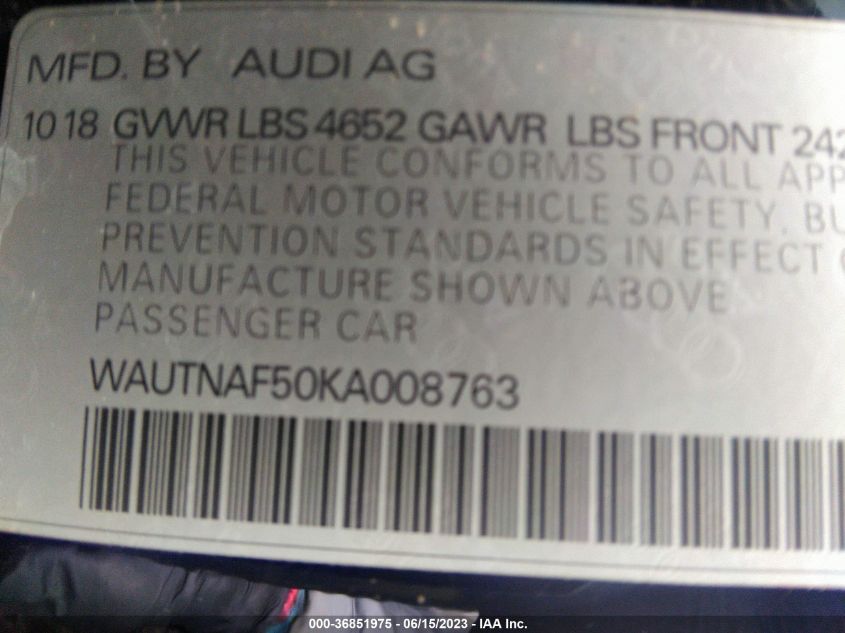 MFD. BY AUDI AG
10 18 GVWR LBS 4652 GAWR LBS FRONT 242
THIS VEHICLE CONFORMS TO ALL APP
FEDERAL MOTOR VEHICLE SAFETY, BU
PREVENTION STANDARDS IN EFFECT O
MANUFACTURE SHOWN ABOVE
PASSENGER CAR
WAUTNAF50KA008763
000-36851975 - 06/15/2023 - IAA Inc.